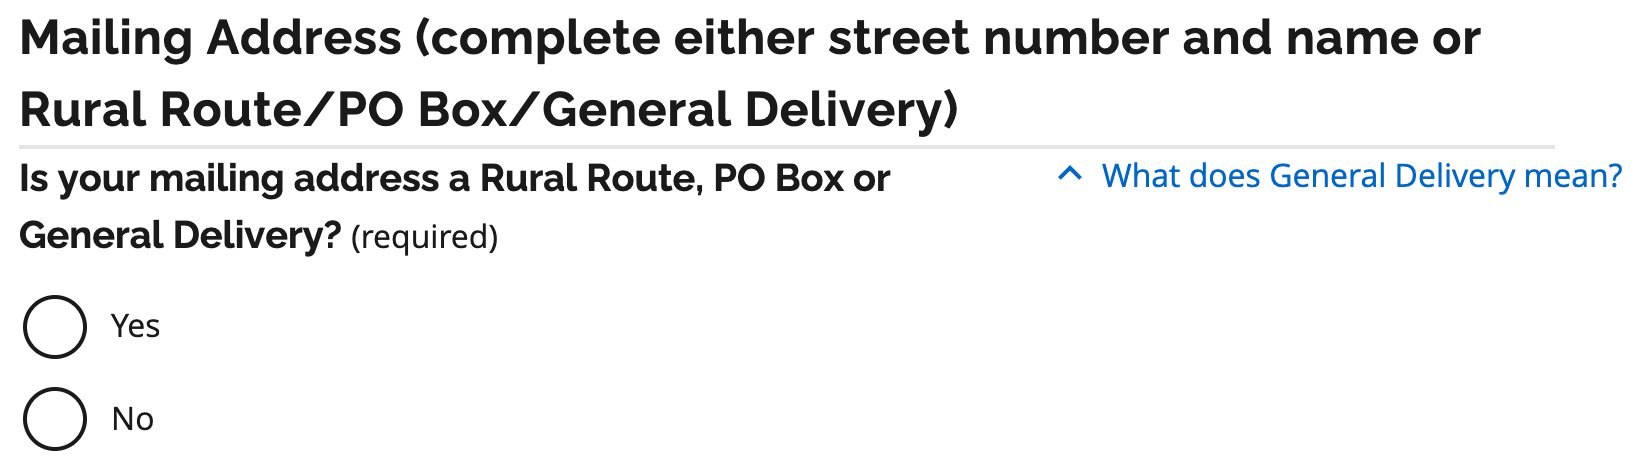 Mailing Address (complete either street number and name or
Rural Route/PO Box/General Delivery)
Is your mailing address a Rural Route, PO Box or
General Delivery? (required)
What does General Delivery mean?
Yes
No